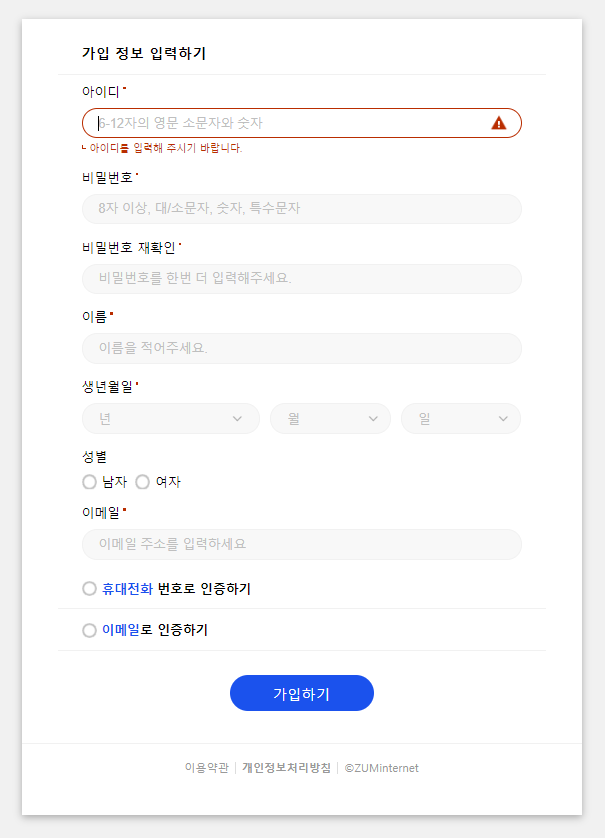 가입 정보 입력하기
아이디
6-12자의 영문 소문자와 숫자
아이디를 입력해 주시기 바랍니다.
비밀번호
8자 이상, 대/소문자, 숫자, 특수문자
비밀번호 재확인
비밀번호를 한번 더 입력해주세요.
이름
이름을 적어주세요.
생년월일
년 월 일
성별
남자 여자
이메일
이메일 주소를 입력하세요
휴대전화 번호로 인증하기
이메일로 인증하기
가입하기
이용약관 | 개인정보처리방침 | ©ZUMinternet